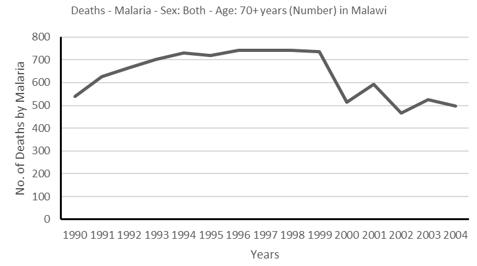 Deaths - Malaria - Sex: Both - Age: 70+years (Number) in Malawi
No. of Deaths by Malaria
800
700
600
500
400
300
200
100
0
1990 1991 1992 1993 1994 1995 1996 1997 1998 1999 2000 2001 2002 2003 2004
Years